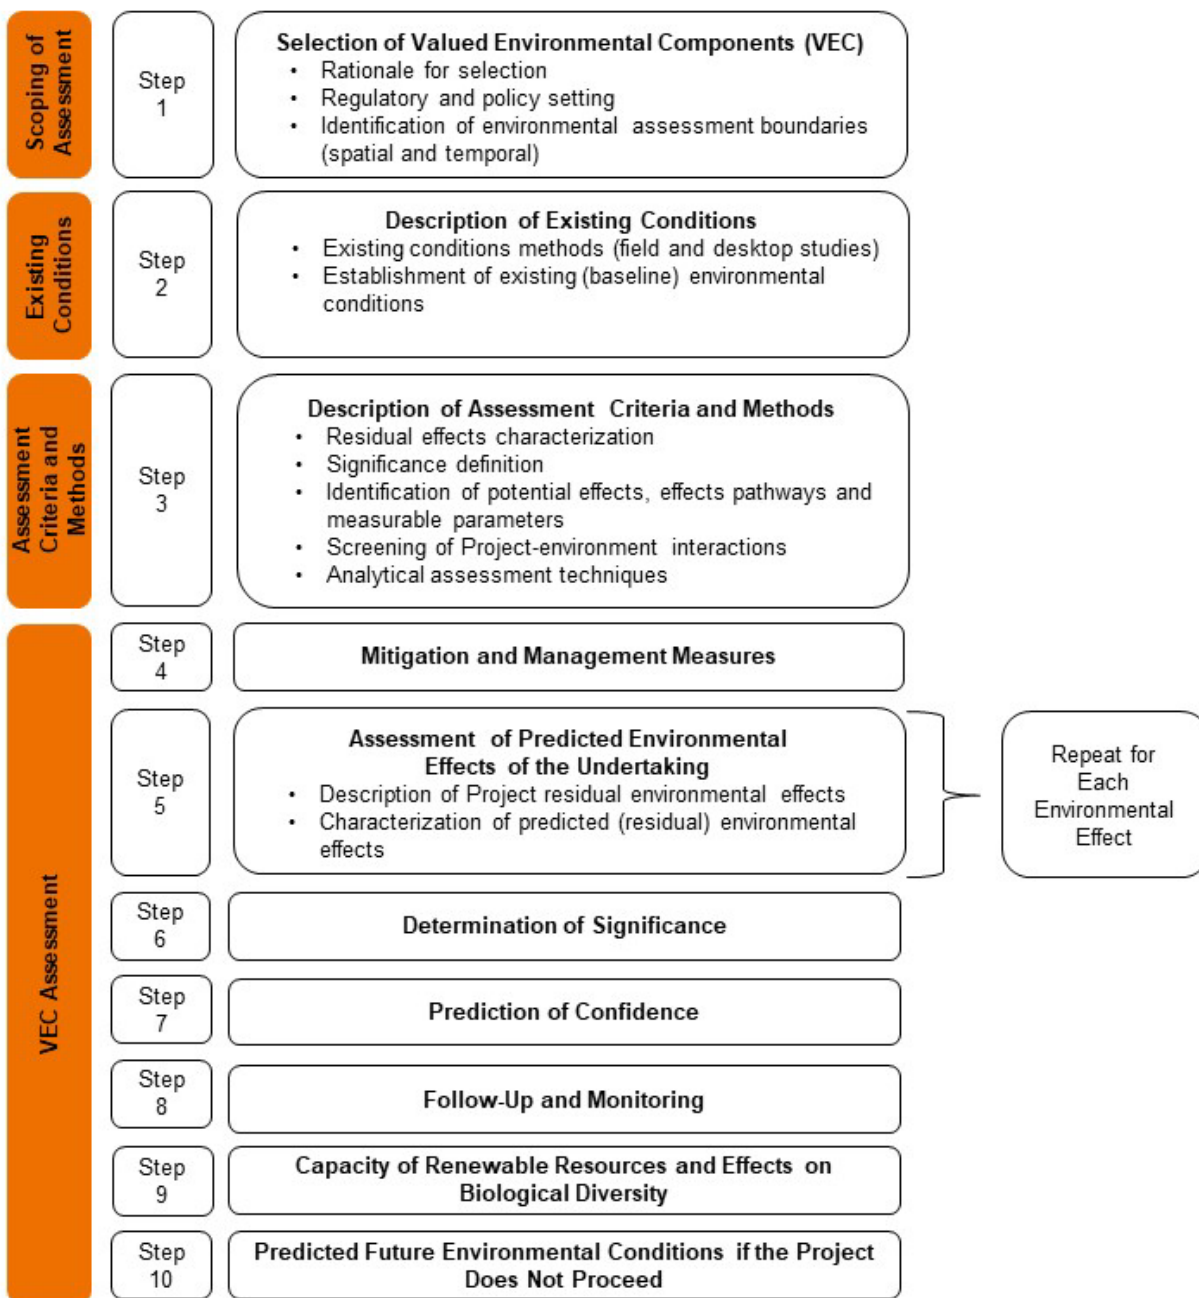 Scoping of
Assessment
Step
1
Selection of Valued Environmental Components (VEC)
• Rationale for selection
• Regulatory and policy setting
• Identification of environmental assessment boundaries
(spatial and temporal)
Existing
Conditions
Step
2
Description of Existing Conditions
• Existing conditions methods (field and desktop studies)
• Establishment of existing (baseline) environmental
conditions
Assessment
Criteria and
Methods
Step
3
Description of Assessment Criteria and Methods
• Residual effects characterization
• Significance definition
• Identification of potential effects, effects pathways and
measurable parameters
• Screening of Project-environment interactions
• Analytical assessment techniques
VEC Assessment
Step
4
Mitigation and Management Measures
Step
5
Assessment of Predicted Environmental
Effects of the Undertaking
• Description of Project residual environmental effects
• Characterization of predicted (residual) environmental
effects
Repeat for
Each
Environmental
Effect
Step
6
Determination of Significance
Step
7
Prediction of Confidence
Step
8
Follow-Up and Monitoring
Step
9
Capacity of Renewable Resources and Effects on
Biological Diversity
Step
10
Predicted Future Environmental Conditions if the Project
Does Not Proceed